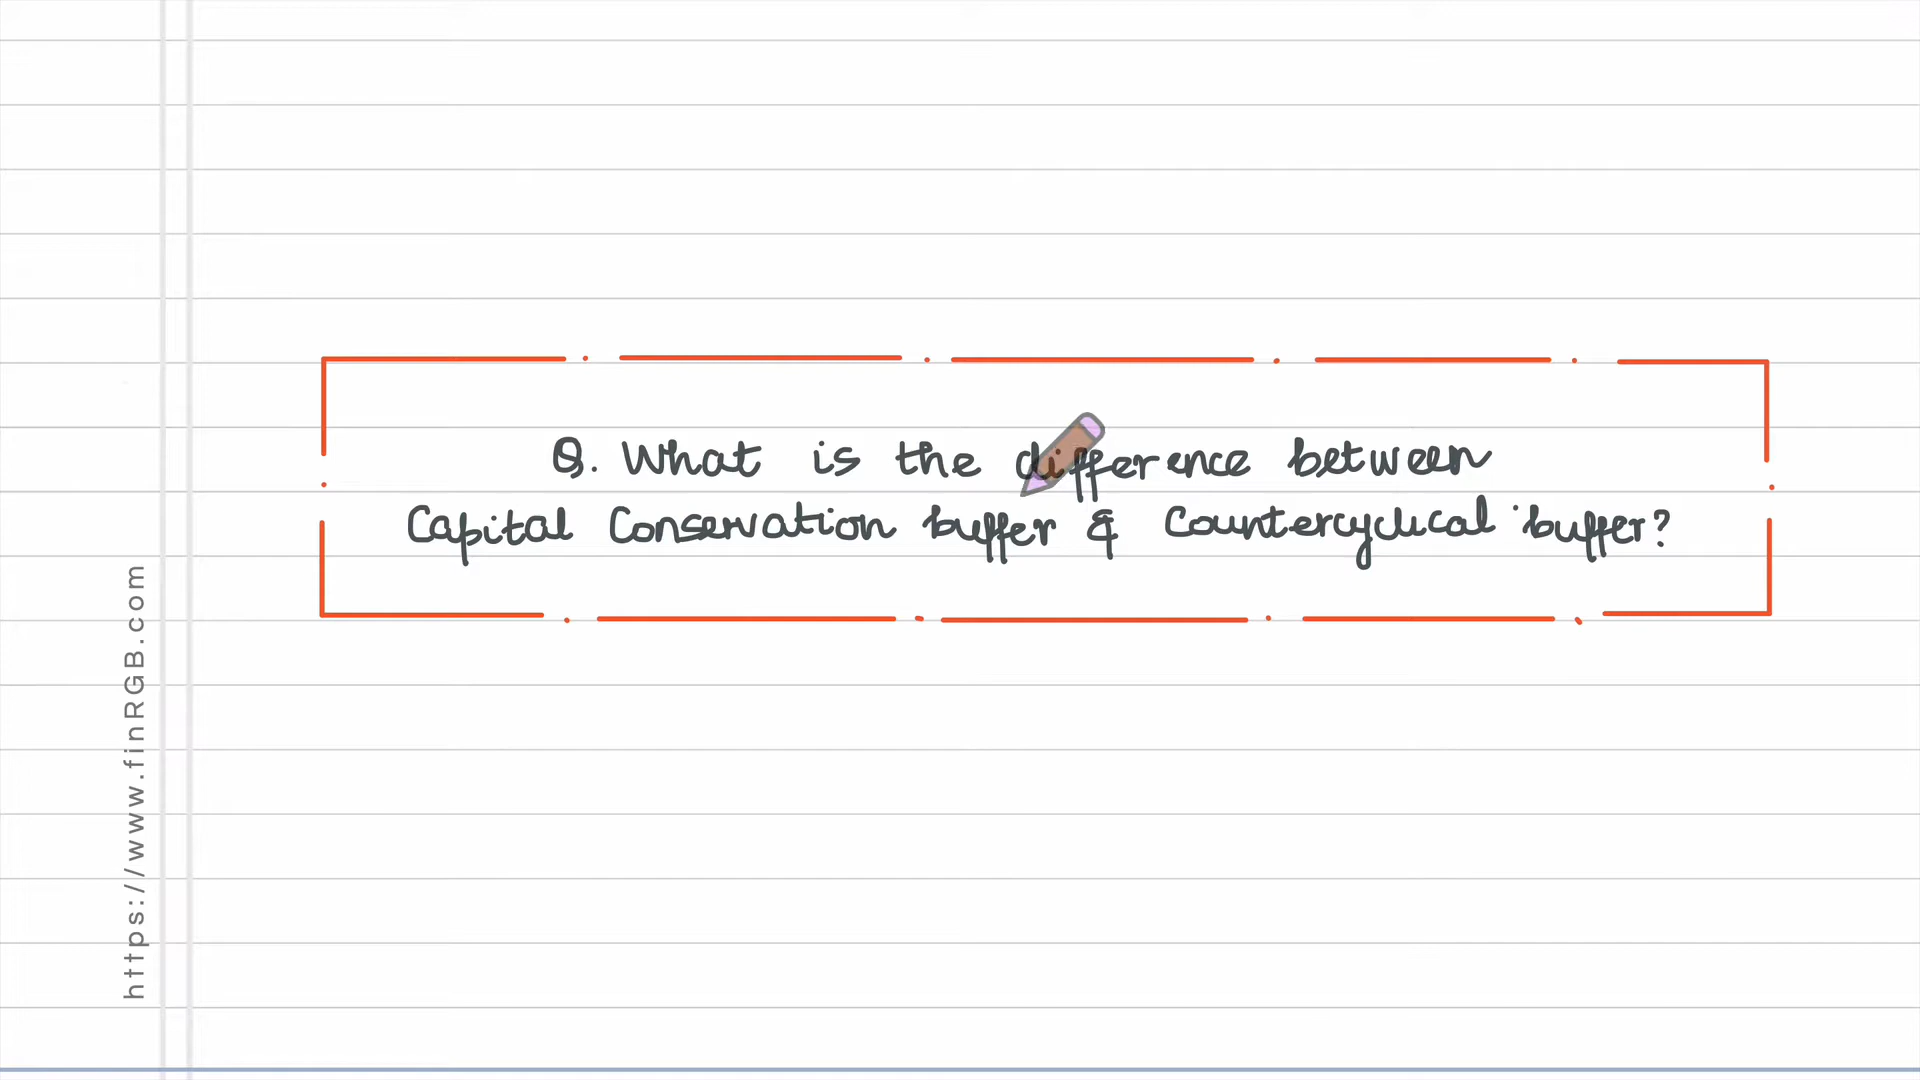 Q. What is the difference between
Capital Conservation buffer & Countercyclical buffer?
https://www.finRGB.com